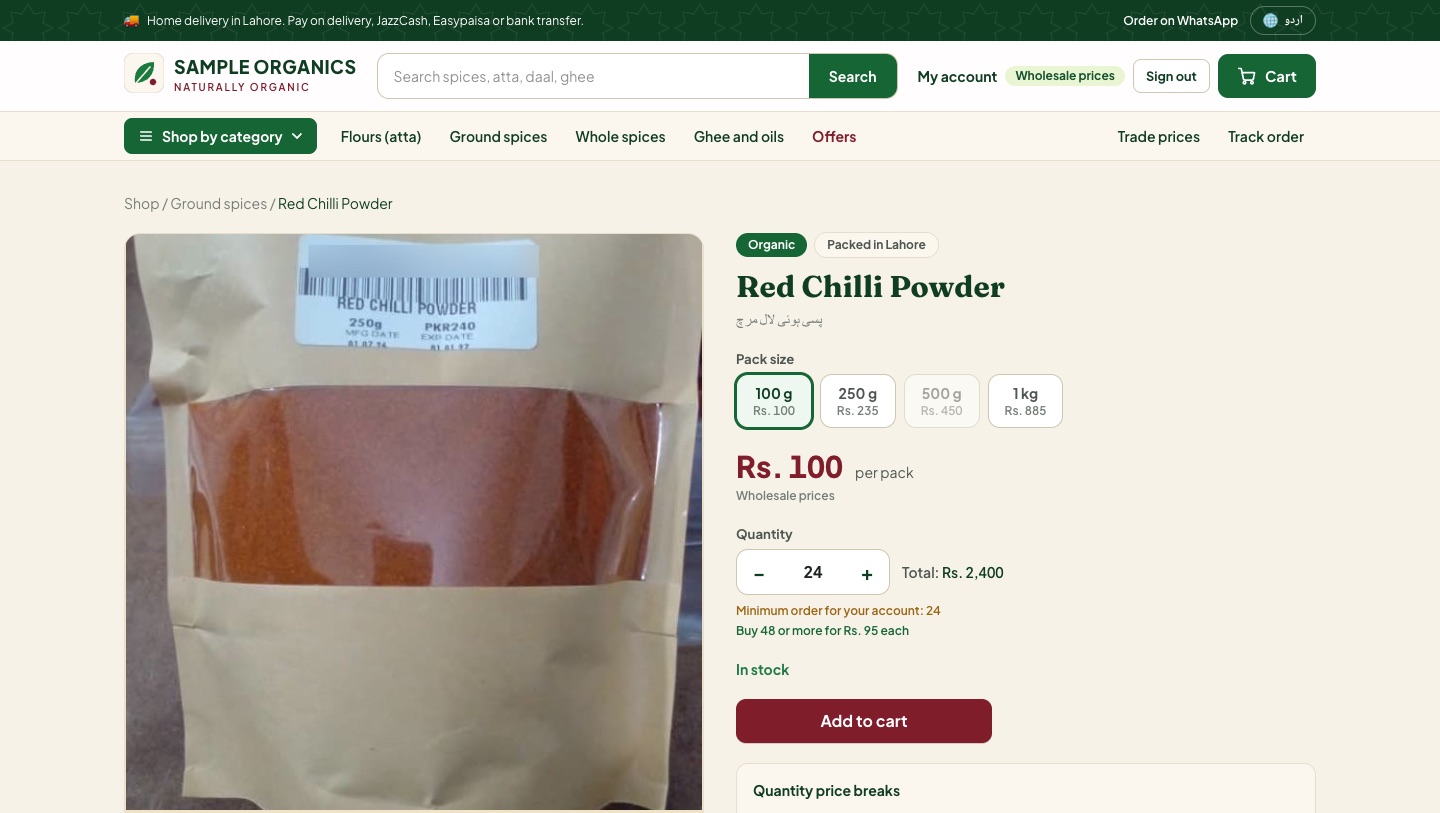 Home delivery in Lahore. Pay on delivery, JazzCash, Easypaisa or bank transfer.
Order on WhatsApp
اردو
SAMPLE ORGANICS
NATURALLY ORGANIC
Search spices, atta, daal, ghee
Search
My account
Wholesale prices
Sign out
Cart
Shop by category
Flours (atta)
Ground spices
Whole spices
Ghee and oils
Offers
Trade prices
Track order
Shop / Ground spices / Red Chilli Powder
RED CHILLI POWDER
250g PKR240
MFG DATE EXP DATE
Organic
Packed in Lahore
Red Chilli Powder
پسی ہوئی لال مرچ
Pack size
100 g
Rs. 100
250 g
Rs. 235
500 g
Rs. 450
1 kg
Rs. 885
Rs. 100 per pack
Wholesale prices
Quantity
− 24 +
Total: Rs. 2,400
Minimum order for your account: 24
Buy 48 or more for Rs. 95 each
In stock
Add to cart
Quantity price breaks